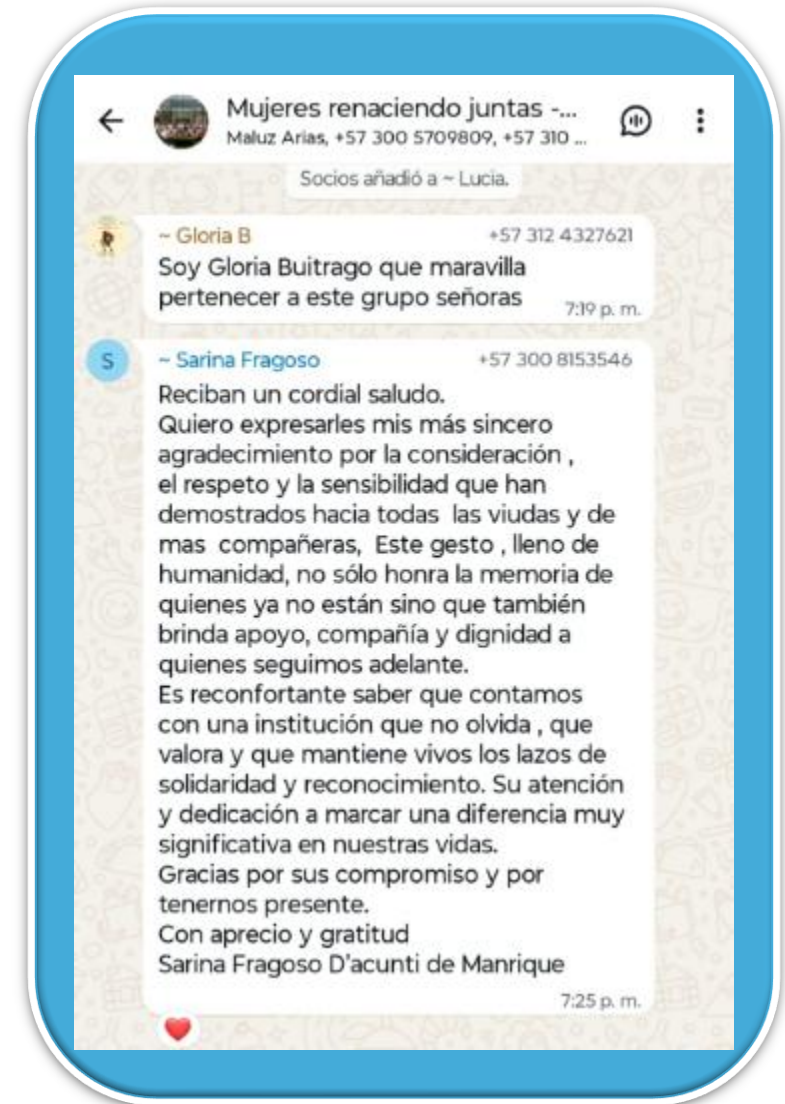 Mujeres renaciendo juntas -...
Maluz Arias, +57 300 5709809, +57 310 ...
Socios añadió a ~ Lucia.
~ Gloria B +57 312 4327621
Soy Gloria Buitrago que maravilla
pertenecer a este grupo señoras 7:19 p. m.
S ~ Sarina Fragoso +57 300 8153546
Reciban un cordial saludo.
Quiero expresarles mis más sincero
agradecimiento por la consideración ,
el respeto y la sensibilidad que han
demostrados hacia todas las viudas y de
mas compañeras, Este gesto , lleno de
humanidad, no sólo honra la memoria de
quienes ya no están sino que también
brinda apoyo, compañía y dignidad a
quienes seguimos adelante.
Es reconfortante saber que contamos
con una institución que no olvida , que
valora y que mantiene vivos los lazos de
solidaridad y reconocimiento. Su atención
y dedicación a marcar una diferencia muy
significativa en nuestras vidas.
Gracias por sus compromiso y por
tenernos presente.
Con aprecio y gratitud
Sarina Fragoso D'acunti de Manrique
7:25 p. m.